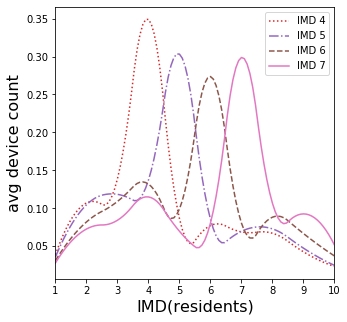 0.35
0.30
0.25
0.20
0.15
0.10
0.05
avg device count
IMD 4
IMD 5
IMD 6
IMD 7
1 2 3 4 5 6 7 8 9 10
IMD(residents)